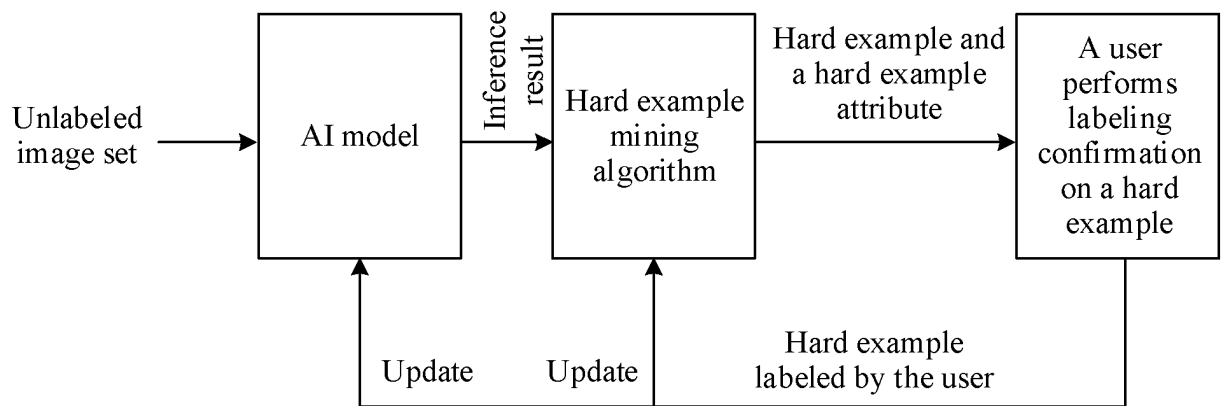 Unlabeled
image set
AI model
Inference
result
Hard example
mining
algorithm
Hard example and
a hard example
attribute
A user
performs
labeling
confirmation
on a hard
example
Update
Update
Hard example
labeled by the user